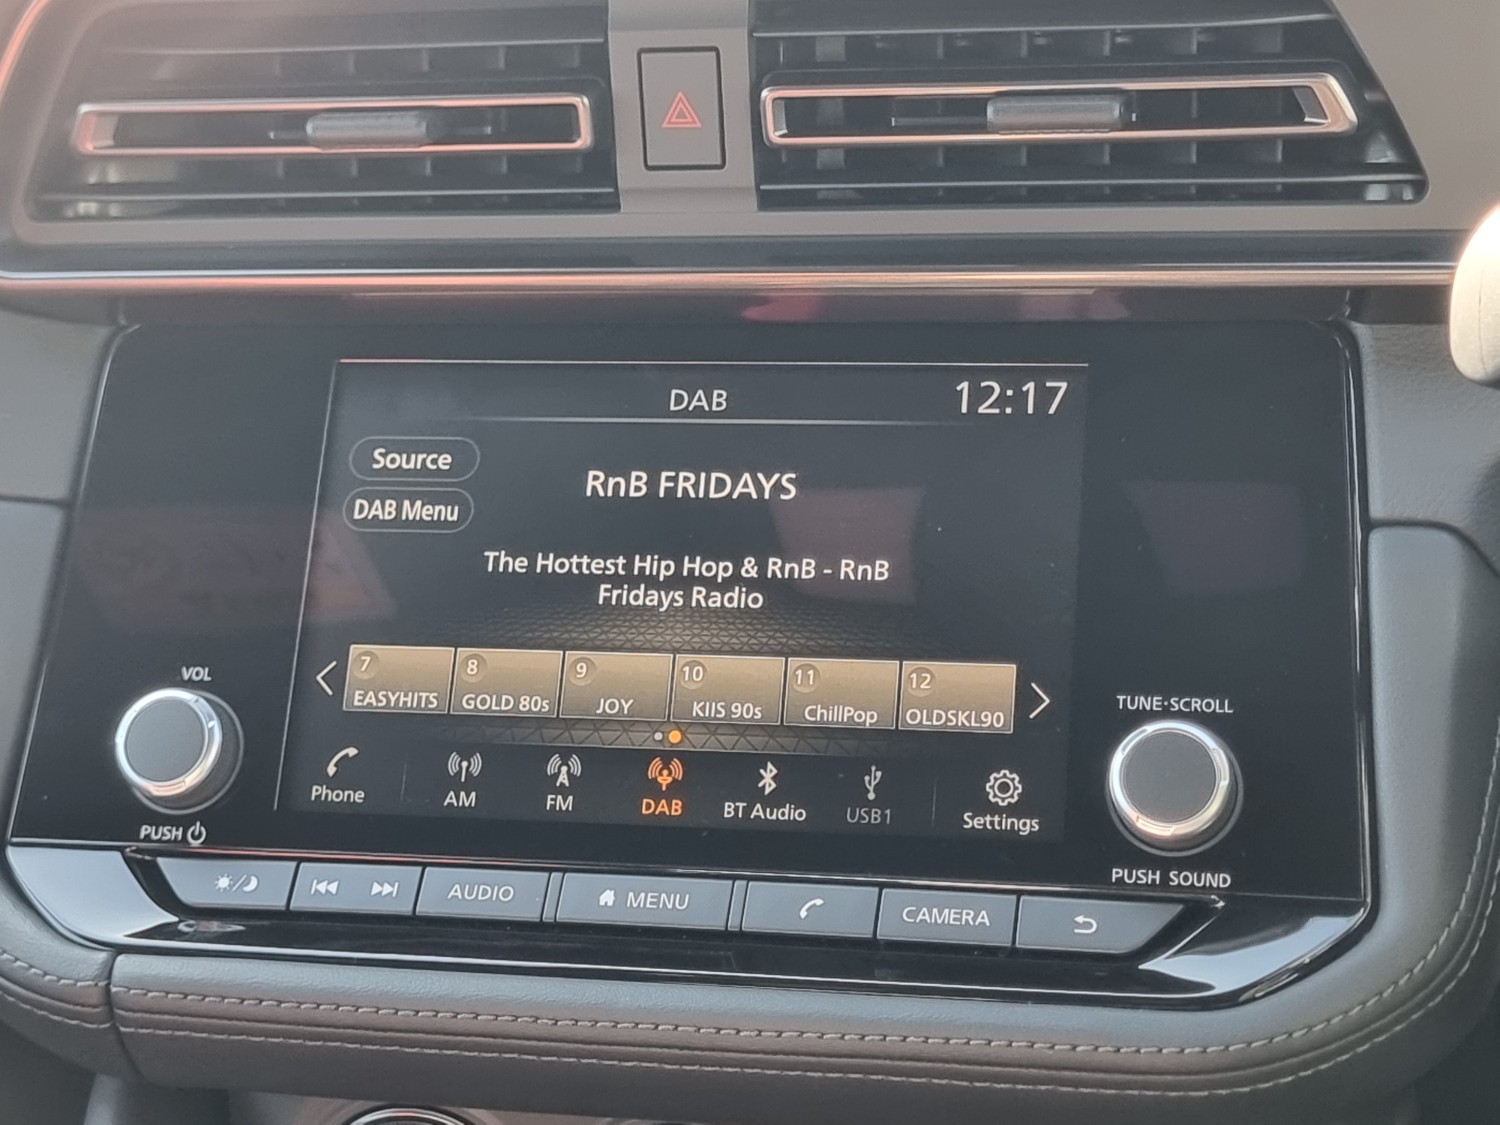 DAB
12:17
Source
RnB FRIDAYS
DAB Menu
The Hottest Hip Hop & RnB - RnB
Fridays Radio
7
EASYHITS
8
GOLD 80s
9
JOY
10
KIIS 90s
11
ChillPop
12
OLDSKL90
VOL
PUSH
TUNE·SCROLL
PUSH SOUND
Phone
AM
FM
DAB
BT Audio
USB1
Settings
AUDIO
MENU
CAMERA